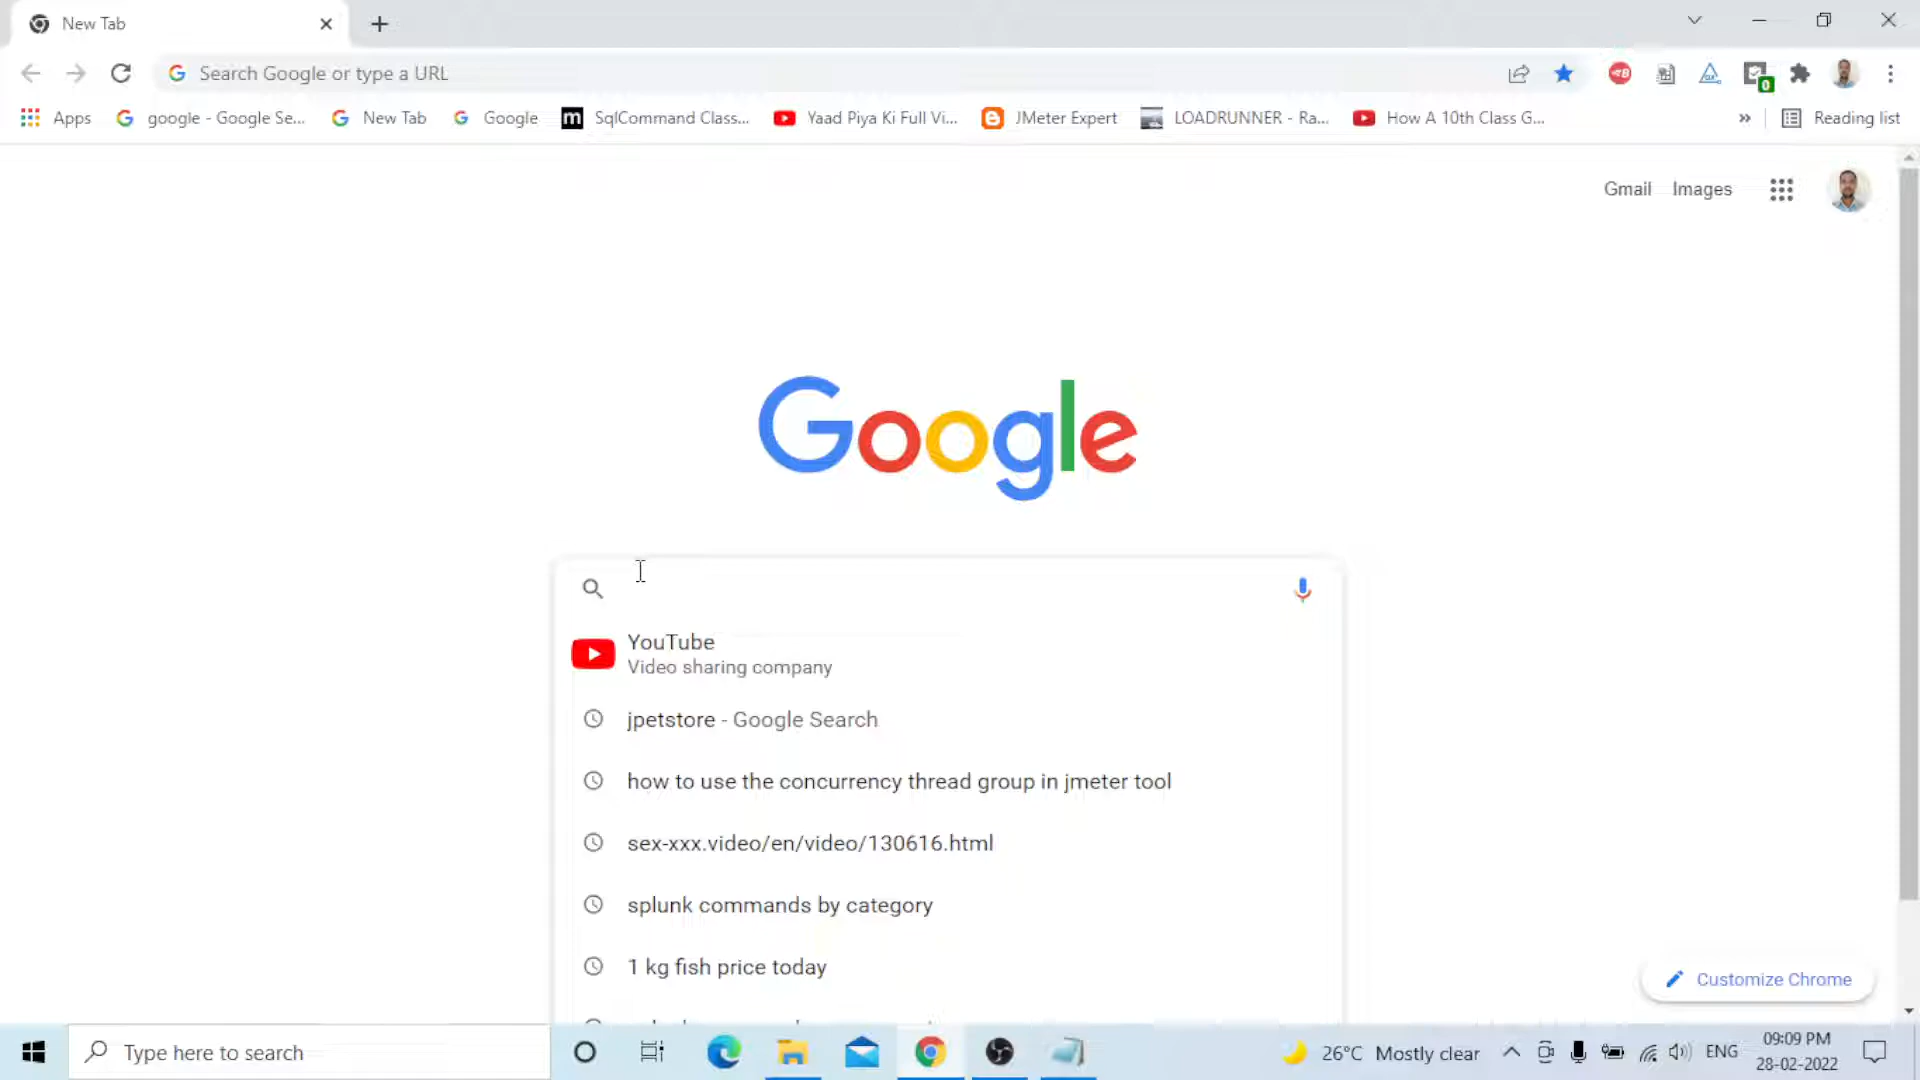 New Tab
Search Google or type a URL
Apps
google - Google Se...
New Tab
Google
m
SqlCommand Class...
Yaad Piya Ki Full Vi...
JMeter Expert
LOADRUNNER - Ra...
How A 10th Class G...
Reading list
0
Gmail
Images
Google
YouTube
Video sharing company
jpetstore - Google Search
how to use the concurrency thread group in jmeter tool
sex-xxx.video/en/video/130616.html
splunk commands by category
1 kg fish price today
Customize Chrome
Type here to search
26°C Mostly clear
ENG
09:09 PM
28-02-2022